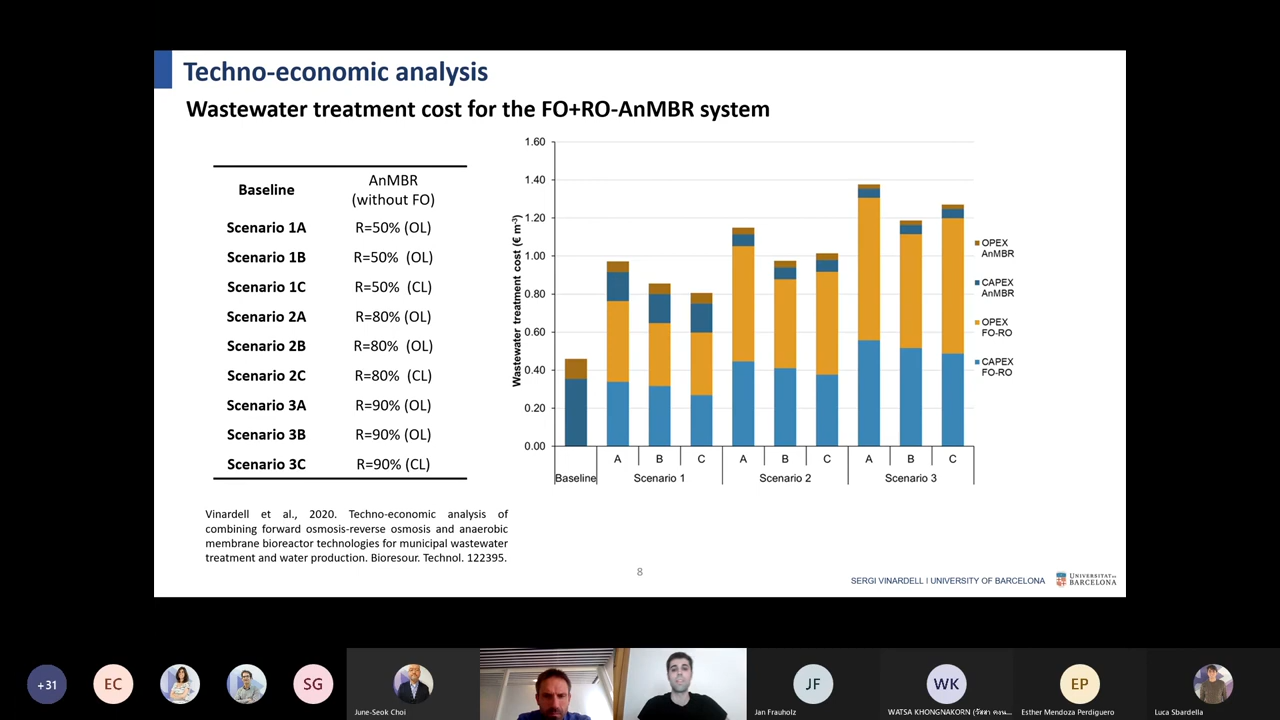 Techno-economic analysis
Wastewater treatment cost for the FO+RO-AnMBR system
Baseline AnMBR (without FO)
Scenario 1A R=50% (OL)
Scenario 1B R=50% (OL)
Scenario 1C R=50% (CL)
Scenario 2A R=80% (OL)
Scenario 2B R=80% (OL)
Scenario 2C R=80% (CL)
Scenario 3A R=90% (OL)
Scenario 3B R=90% (OL)
Scenario 3C R=90% (CL)
Vinardell et al., 2020. Techno-economic analysis of
combining forward osmosis-reverse osmosis and anaerobic
membrane bioreactor technologies for municipal wastewater
treatment and water production. Bioresour. Technol. 122395.
Wastewater treatment cost (€ m-3)
1.60
1.40
1.20
1.00
0.80
0.60
0.40
0.20
0.00
A B C A B C A B C
Baseline Scenario 1 Scenario 2 Scenario 3
OPEX
AnMBR
CAPEX
AnMBR
OPEX
FO-RO
CAPEX
FO-RO
8
SERGI VINARDELL I UNIVERSITY OF BARCELONA
UNIVERSITAT DE
BARCELONA
+31 EC SG JF WK EP
June-Seok Choi Jan Frauholz WATSA KHONGNAKORN Esther Mendoza Perdiguero Luca Sbardella